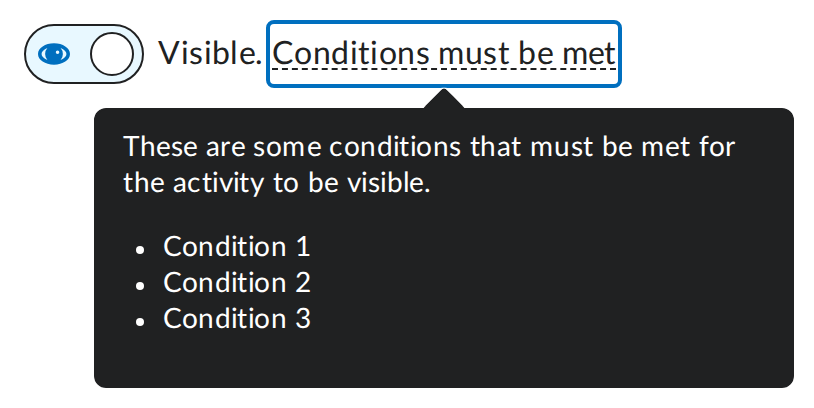 Visible. Conditions must be met
These are some conditions that must be met for
the activity to be visible.
• Condition 1
• Condition 2
• Condition 3